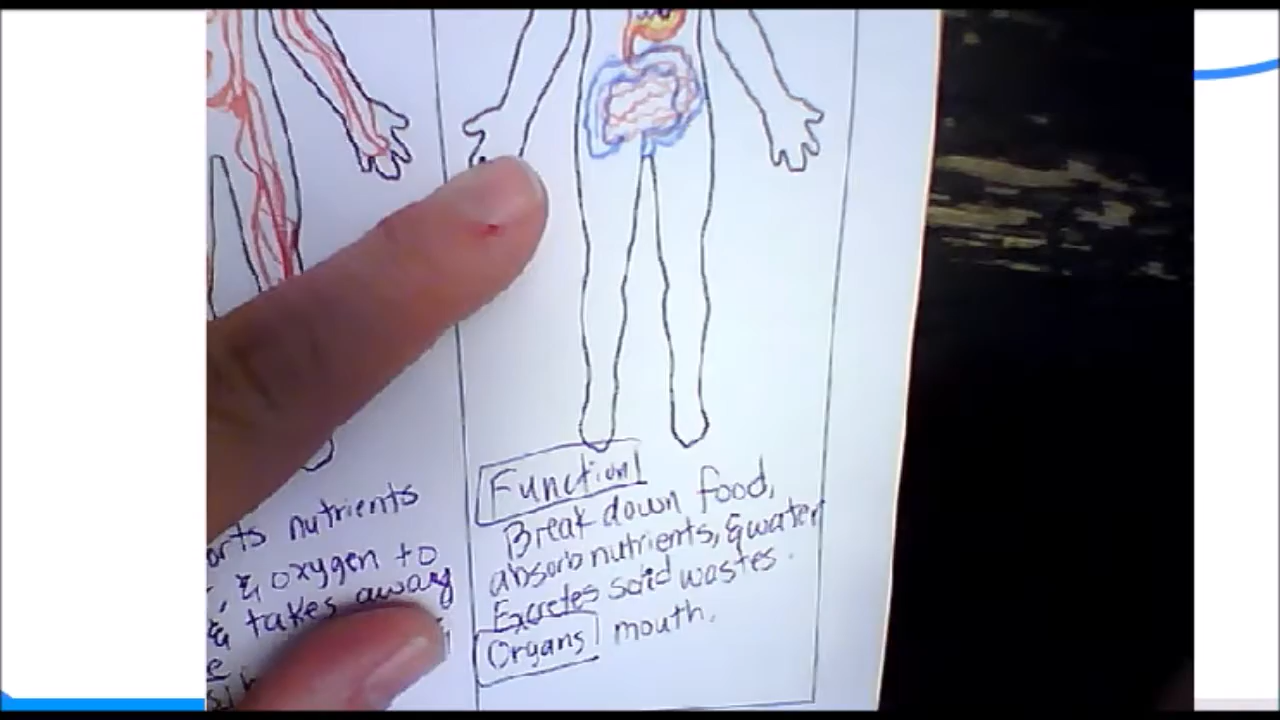 orts nutrients
, & oxygen to
& takes away
Function
Break down food,
absorb nutrients, & water
Excretes solid wastes.
Organs mouth.